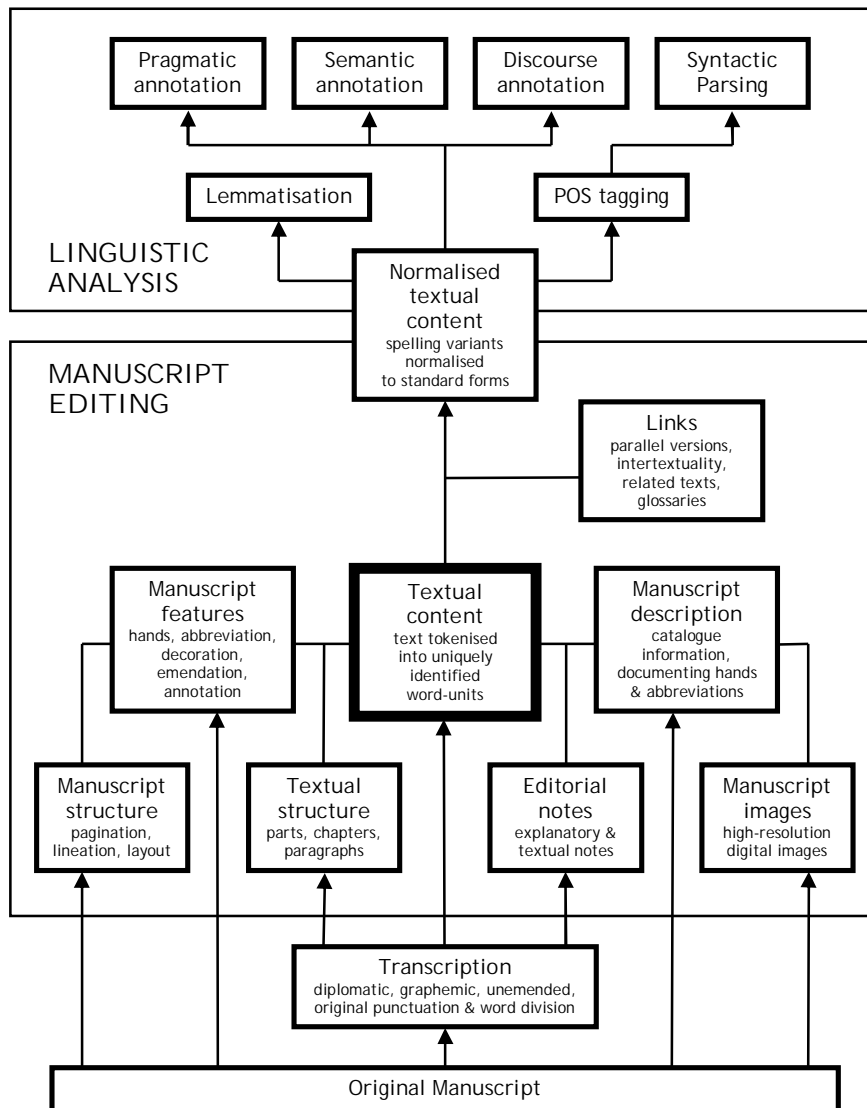 Pragmatic
annotation
Semantic
annotation
Discourse
annotation
Syntactic
Parsing
Lemmatisation
POS tagging
LINGUISTIC
ANALYSIS
Normalised
textual
content
spelling variants
normalised
to standard forms
MANUSCRIPT
EDITING
Links
parallel versions,
intertextuality,
related texts,
glossaries
Manuscript
features
hands, abbreviation,
decoration,
emendation,
annotation
Textual
content
text tokenised
into uniquely
identified
word-units
Manuscript
description
catalogue
information,
documenting hands
& abbreviations
Manuscript
structure
pagination,
lineation, layout
Textual
structure
parts, chapters,
paragraphs
Editorial
notes
explanatory &
textual notes
Manuscript
images
high-resolution
digital images
Transcription
diplomatic, graphemic, unemended,
original punctuation & word division
Original Manuscript